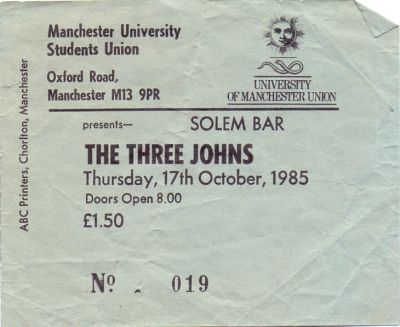 Manchester University
Students Union
Oxford Road,
Manchester M13 9PR
UNIVERSITY
OF MANCHESTER UNION
ABC Printers, Chorlton, Manchester
presents— SOLEM BAR
THE THREE JOHNS
Thursday, 17th October, 1985
Doors Open 8.00
£1.50
Nº 019